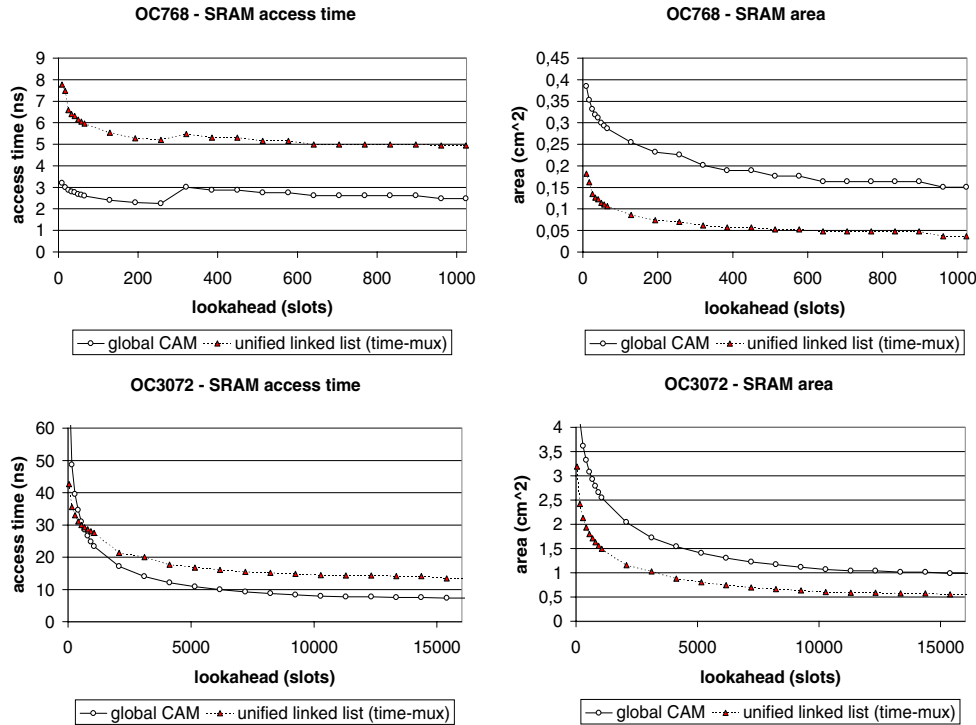 OC768 - SRAM access time
access time (ns)
9
8
7
6
5
4
3
2
1
0
0 200 400 600 800 1000
lookahead (slots)
global CAM unified linked list (time-mux)
OC768 - SRAM area
area (cm^2)
0,45
0,4
0,35
0,3
0,25
0,2
0,15
0,1
0,05
0
0 200 400 600 800 1000
lookahead (slots)
global CAM unified linked list (time-mux)
OC3072 - SRAM access time
access time (ns)
60
50
40
30
20
10
0
0 5000 10000 15000
lookahead (slots)
global CAM unified linked list (time-mux)
OC3072 - SRAM area
area (cm^2)
4
3,5
3
2,5
2
1,5
1
0,5
0
0 5000 10000 15000
lookahead (slots)
global CAM unified linked list (time-mux)